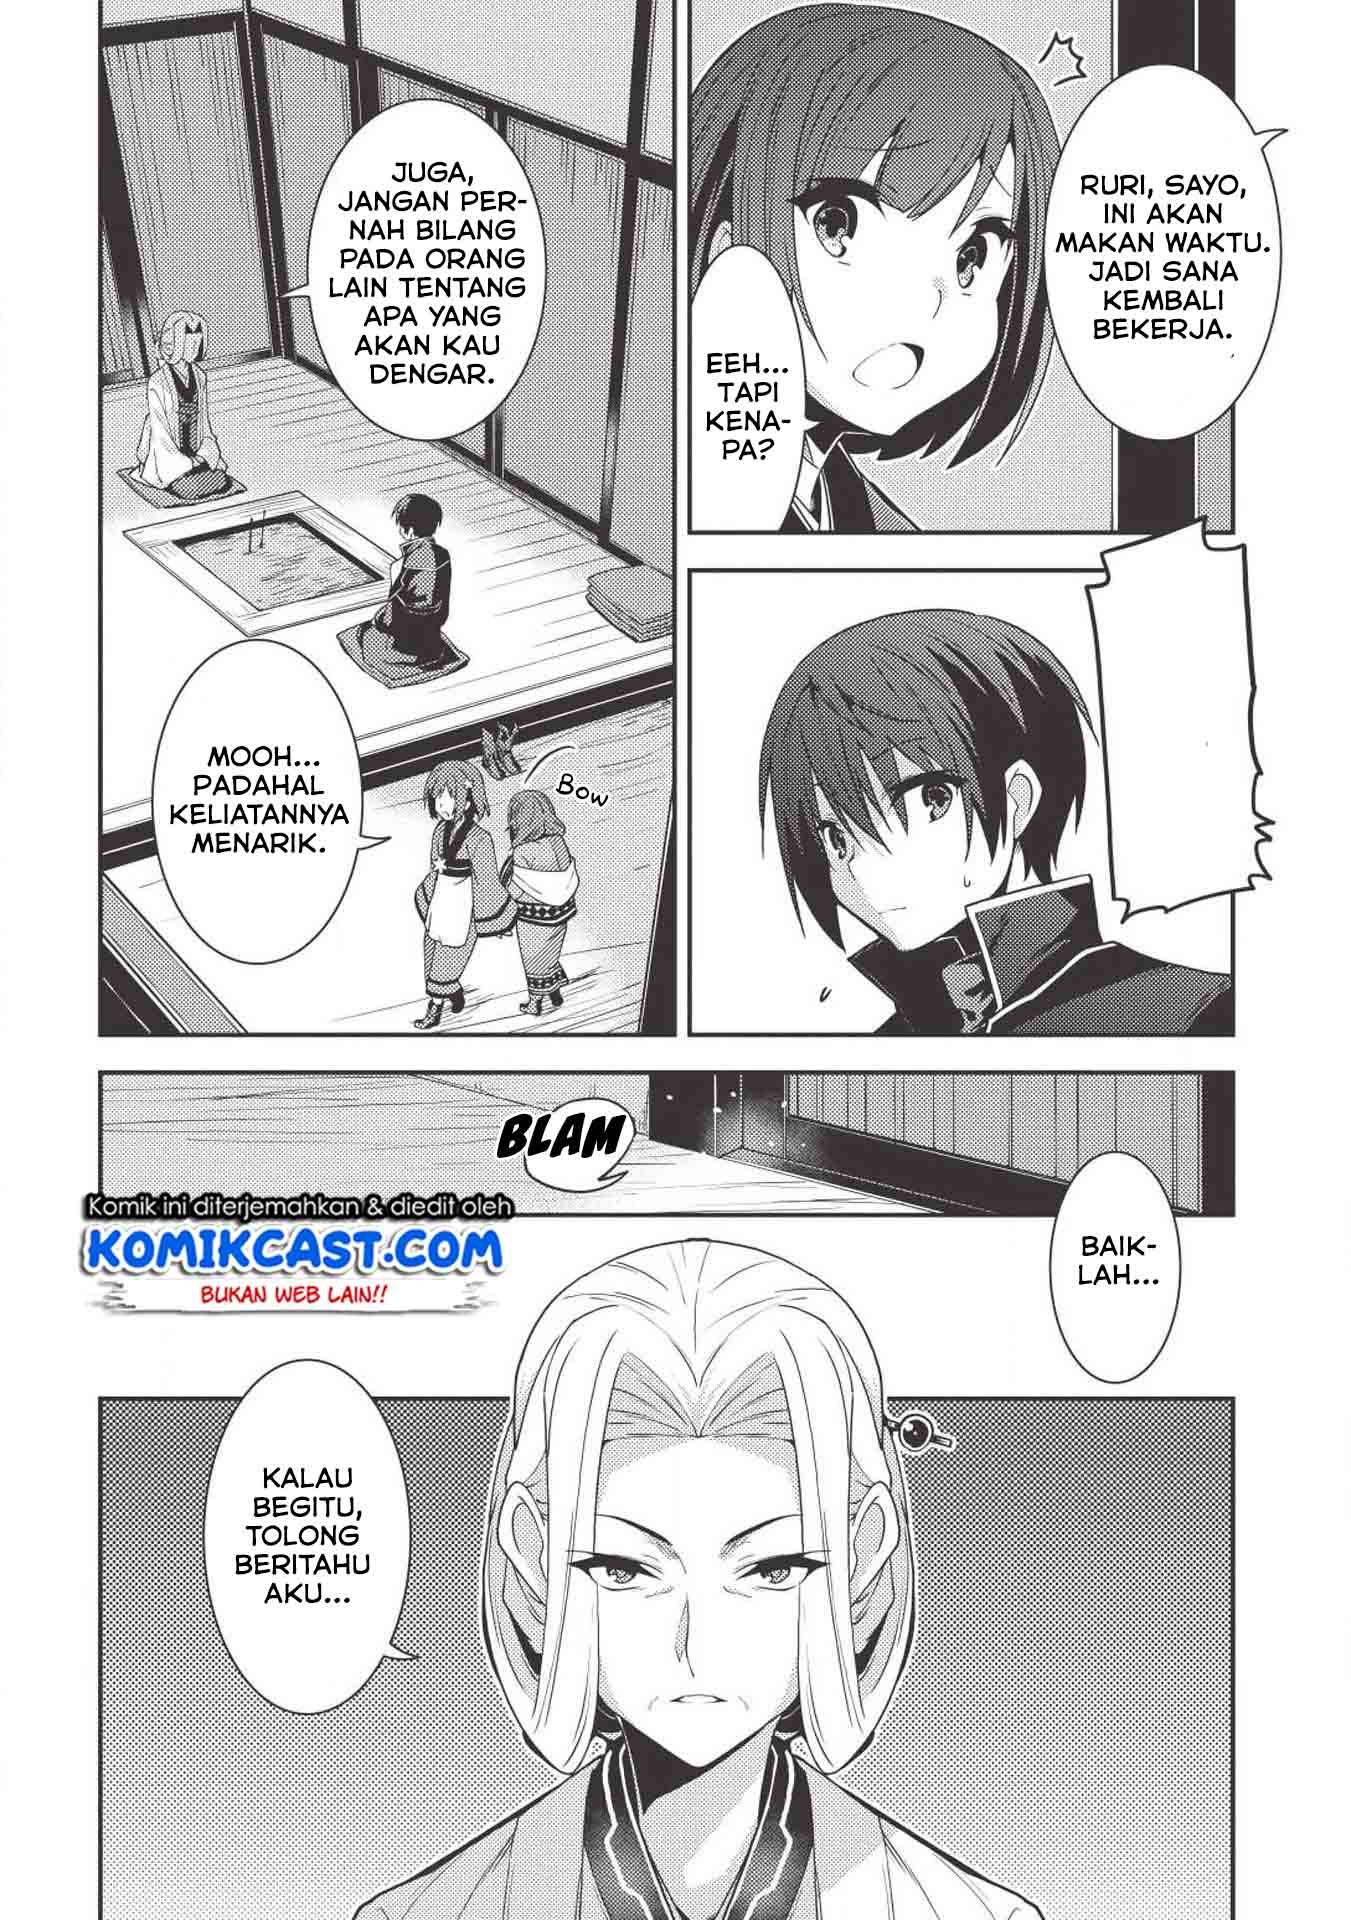 RURI, SAYO,
INI AKAN
MAKAN WAKTU.
JADI SANA
KEMBALI
BEKERJA.
EEH...
TAPI
KENA-
PA?
JUGA,
JANGAN PER-
NAH BILANG
PADA ORANG
LAIN TENTANG
APA YANG
AKAN KAU
DENGAR.
MOOH...
PADAHAL
KELIATANNYA
MENARIK.
BOW
BLAM
Komik ini diterjemahkan & diedit oleh
KOMIKCAST.COM
BUKAN WEB LAIN!!
BAIK-
LAH...
KALAU
BEGITU,
TOLONG
BERITAHU
AKU...